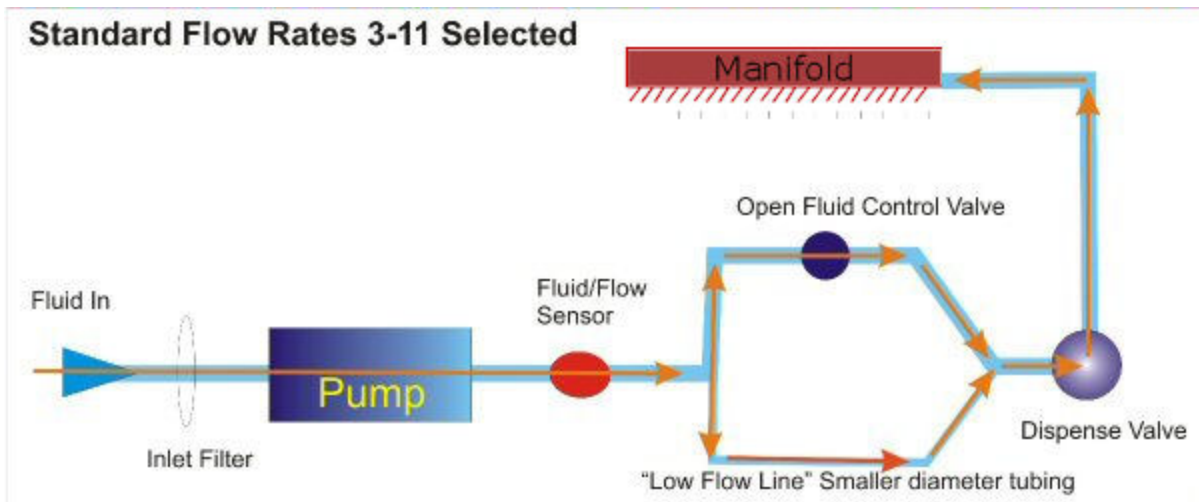 Standard Flow Rates 3-11 Selected
Manifold
Open Fluid Control Valve
Fluid In
Fluid/Flow
Sensor
Pump
Inlet Filter
Dispense Valve
“Low Flow Line” Smaller diameter tubing